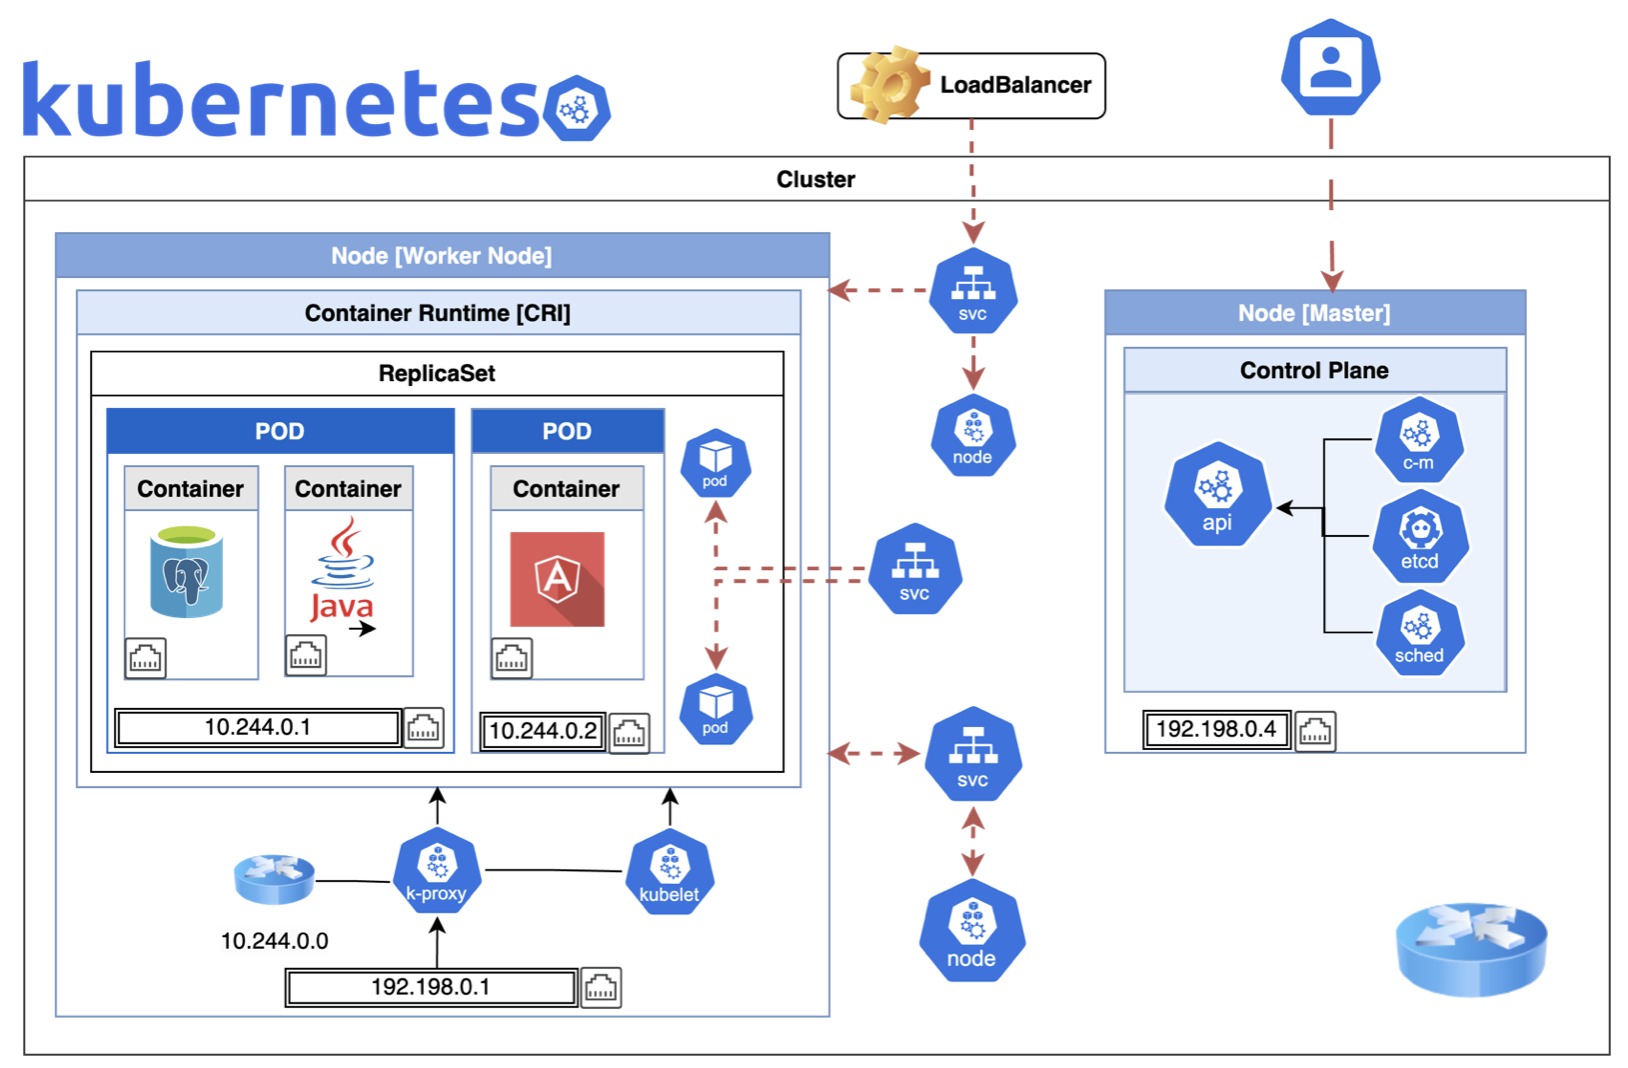 kubernetes
LoadBalancer
Cluster
Node [Worker Node]
Container Runtime [CRI]
ReplicaSet
POD
Container
Container
Java
10.244.0.1
POD
Container
A
10.244.0.2
pod
pod
k-proxy
kubelet
10.244.0.0
192.198.0.1
svc
node
svc
svc
node
Node [Master]
Control Plane
api
c-m
etcd
sched
192.198.0.4